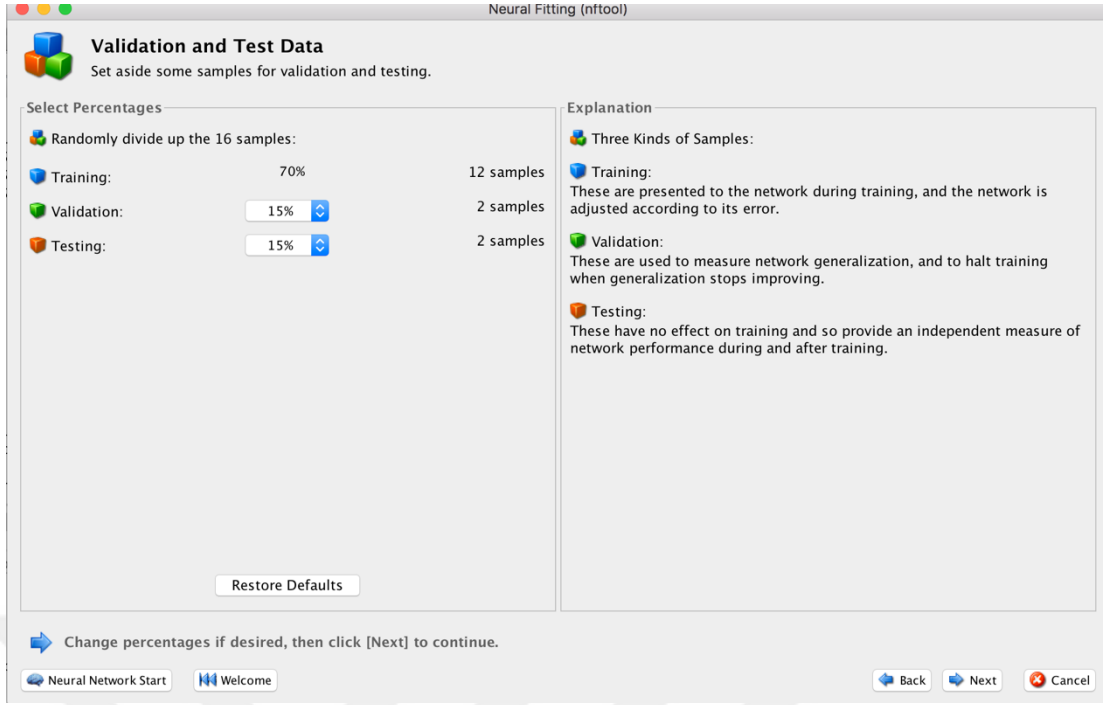 Neural Fitting (nftool)
Validation and Test Data
Set aside some samples for validation and testing.
Select Percentages
Randomly divide up the 16 samples:
Training: 70% 12 samples
Validation: 15% 2 samples
Testing: 15% 2 samples
Restore Defaults
Explanation
Three Kinds of Samples:
Training:
These are presented to the network during training, and the network is
adjusted according to its error.
Validation:
These are used to measure network generalization, and to halt training
when generalization stops improving.
Testing:
These have no effect on training and so provide an independent measure of
network performance during and after training.
Change percentages if desired, then click [Next] to continue.
Neural Network Start Welcome Back Next Cancel